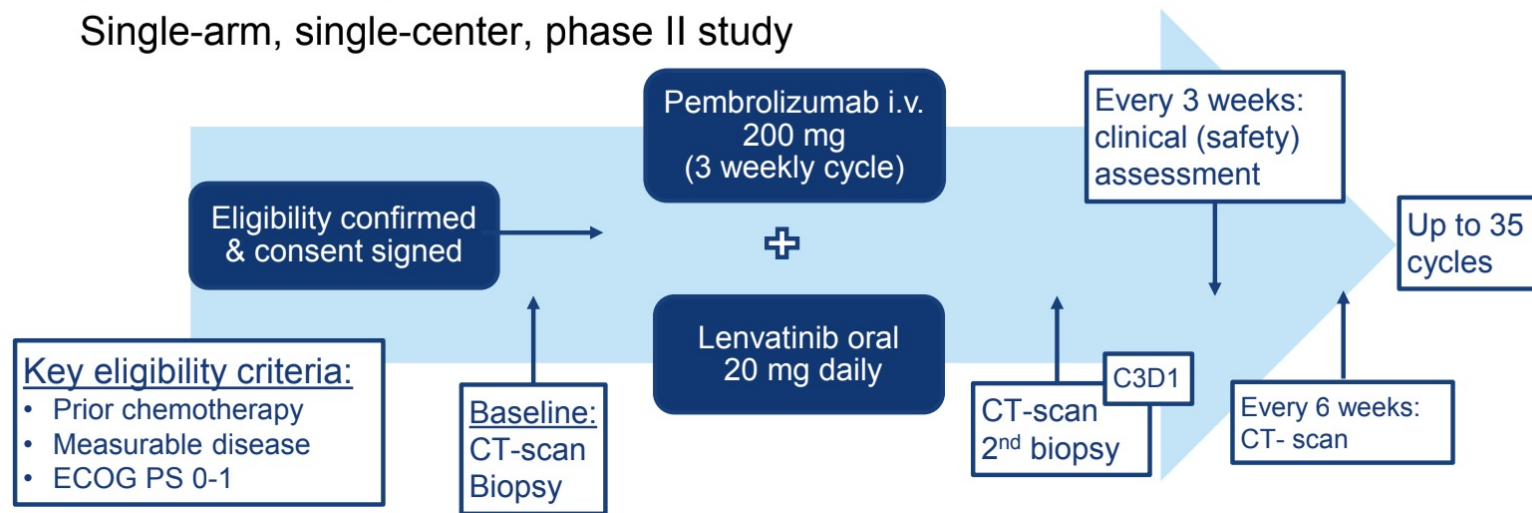 Single-arm, single-center, phase II study
Pembrolizumab i.v.
200 mg
(3 weekly cycle)
Every 3 weeks:
clinical (safety)
assessment
Eligibility confirmed
& consent signed
Up to 35
cycles
Lenvatinib oral
20 mg daily
Key eligibility criteria:
• Prior chemotherapy
• Measurable disease
• ECOG PS 0-1
Baseline:
CT-scan
Biopsy
C3D1
CT-scan
2nd biopsy
Every 6 weeks:
CT- scan